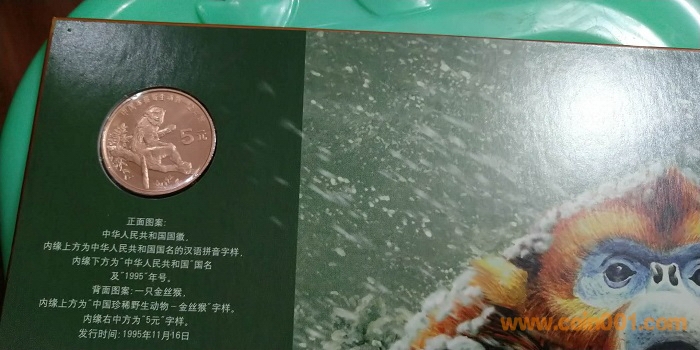 5元
正面图案:
中华人民共和国国徽,
内缘上方为中华人民共和国国名的汉语拼音字样,
内缘下方为"中华人民共和国"国名
及"1995"年号。
背面图案:一只金丝猴,
内缘上方为"中国珍稀野生动物－金丝猴"字样。
内缘右中方为"5元"字样。
发行时间:1995年11月16日